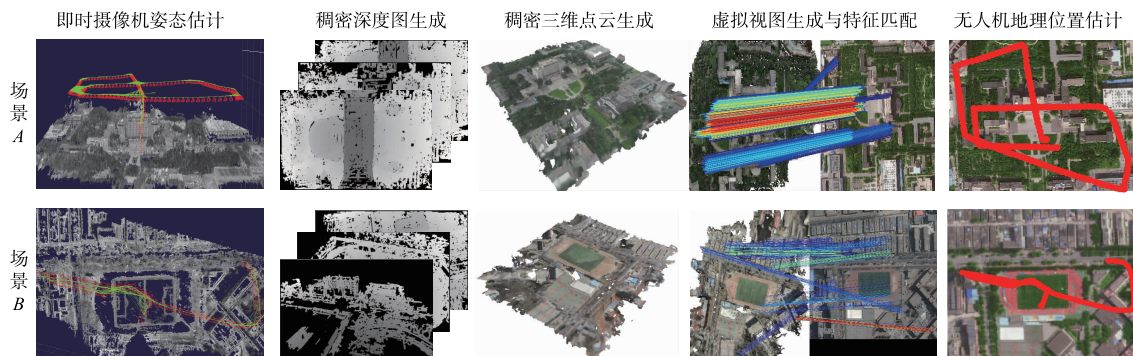 即时摄像机姿态估计
稠密深度图生成
稠密三维点云生成
虚拟视图生成与特征匹配
无人机地理位置估计
场景A
场景B